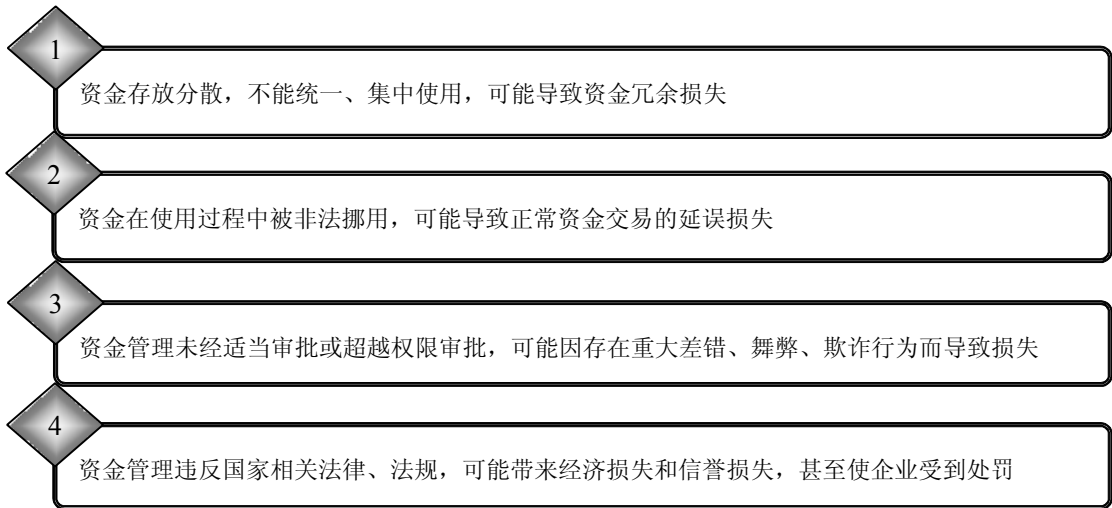 1
资金存放分散，不能统一、集中使用，可能导致资金冗余损失
2
资金在使用过程中被非法挪用，可能导致正常资金交易的延误损失
3
资金管理未经适当审批或超越权限审批，可能因存在重大差错、舞弊、欺诈行为而导致损失
4
资金管理违反国家相关法律、法规，可能带来经济损失和信誉损失，甚至使企业受到处罚